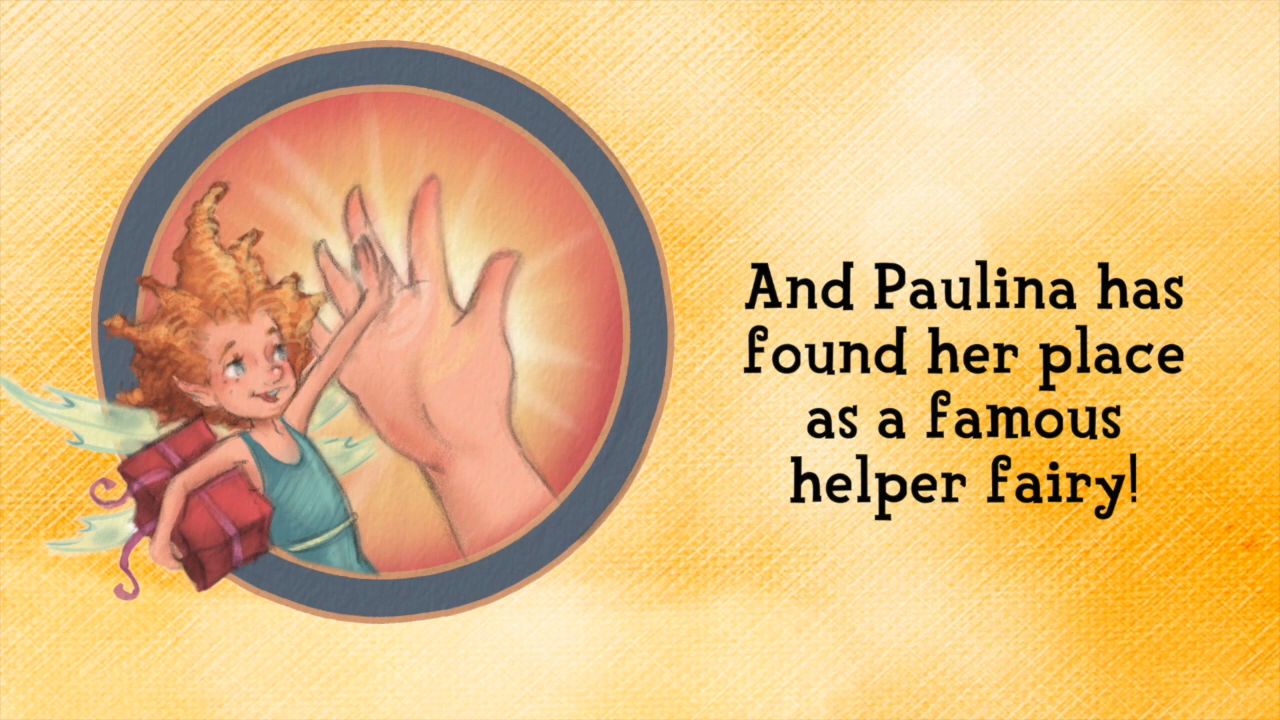 And Paulina has
found her place
as a famous
helper fairy!